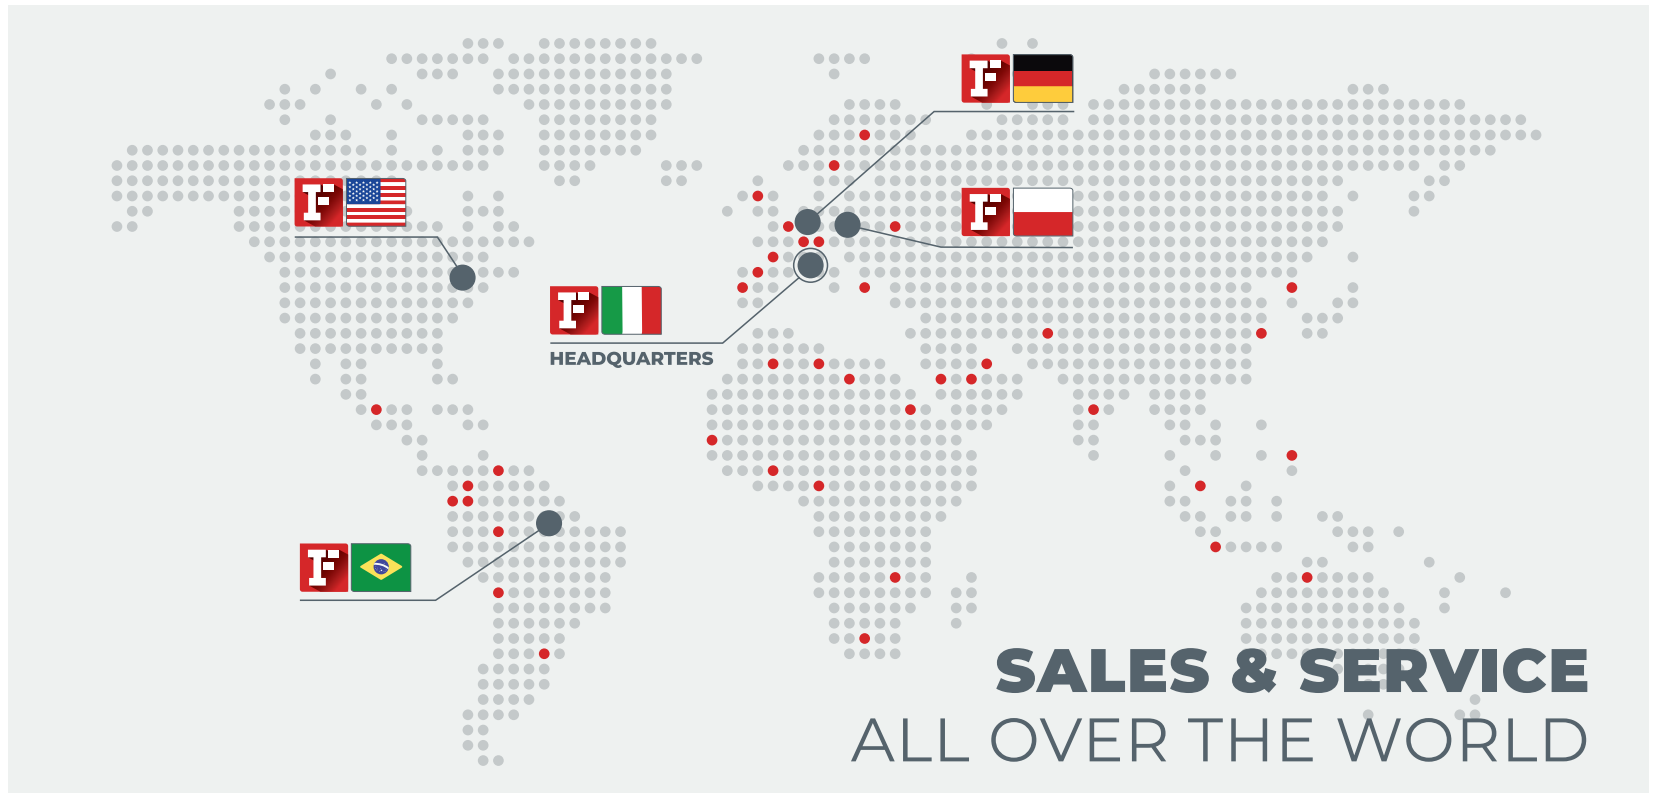 F
F
F
F
HEADQUARTERS
F
SALES & SERVICE
ALL OVER THE WORLD